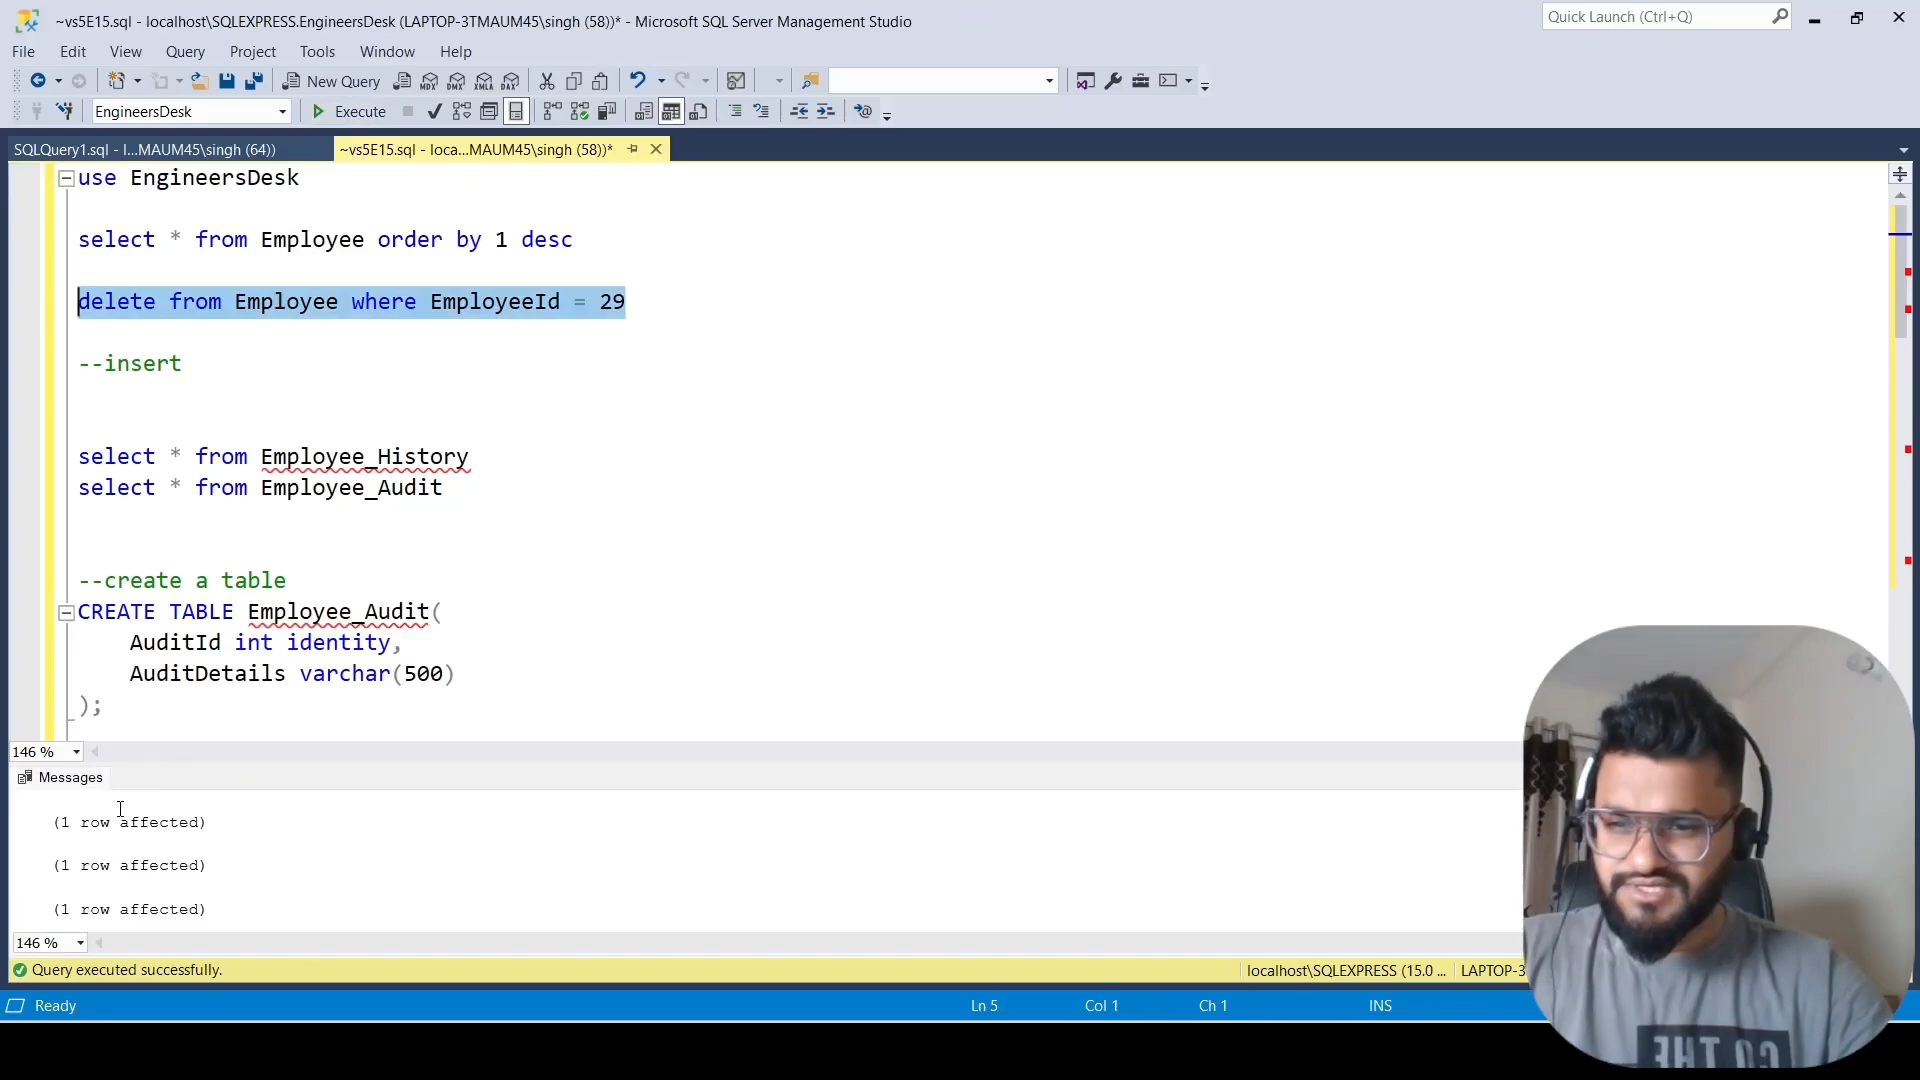 ~vs5E15.sql - localhost\SQLEXPRESS.EngineersDesk (LAPTOP-3TMAUM45\singh (58))* - Microsoft SQL Server Management Studio
Quick Launch (Ctrl+Q)
File Edit View Query Project Tools Window Help
New Query
MDX DMX XMLA DAX
EngineersDesk
Execute
SQLQuery1.sql - l...MAUM45\singh (64))
~vs5E15.sql - loca...MAUM45\singh (58))*
use EngineersDesk
select * from Employee order by 1 desc
delete from Employee where EmployeeId = 29
--insert
select * from Employee_History
select * from Employee_Audit
--create a table
CREATE TABLE Employee_Audit(
AuditId int identity,
AuditDetails varchar(500)
);
146 %
Messages
(1 row affected)
(1 row affected)
(1 row affected)
146 %
Query executed successfully.
localhost\SQLEXPRESS (15.0 ...
LAPTOP-3
Ready
Ln 5
Col 1
Ch 1
INS